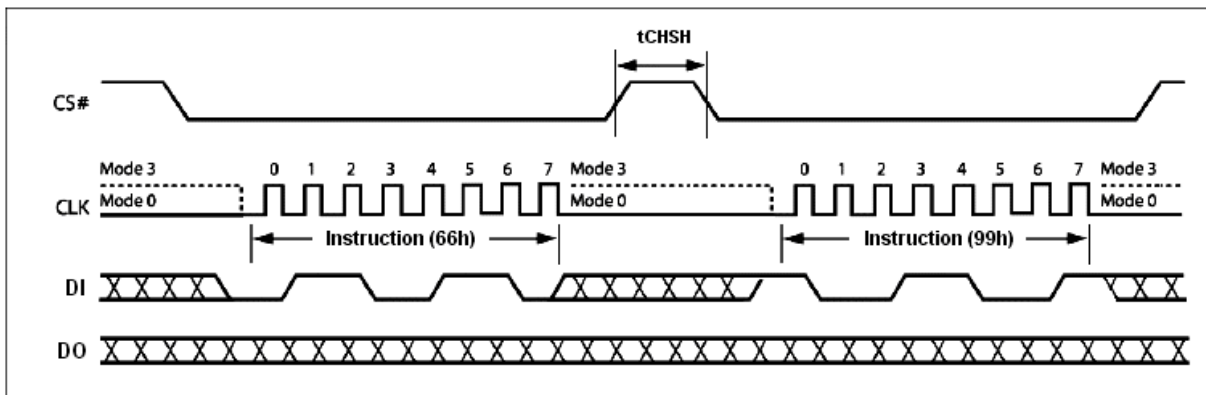 tCHSH
CS#
Mode 3 0 1 2 3 4 5 6 7 Mode 3 0 1 2 3 4 5 6 7 Mode 3
CLK Mode 0 Mode 0 Mode 0
Instruction (66h) Instruction (99h)
DI
DO